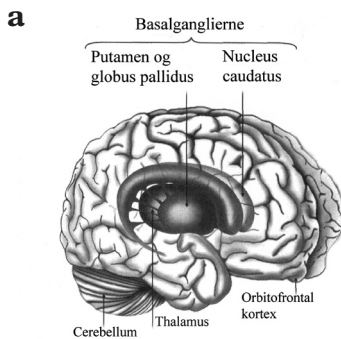 a
Basalganglierne
Putamen og
globus pallidus
Nucleus
caudatus
Orbitofrontal
kortex
Thalamus
Cerebellum